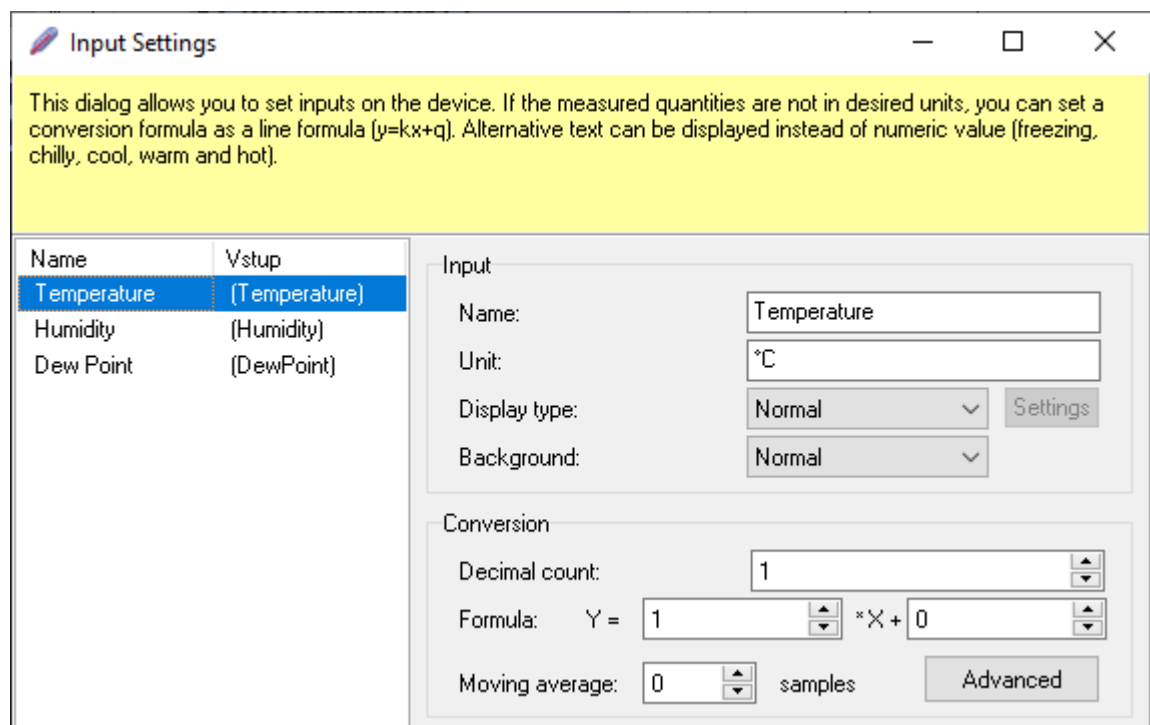 Input Settings
This dialog allows you to set inputs on the device. If the measured quantities are not in desired units, you can set a
conversion formula as a line formula (y=kx+q). Alternative text can be displayed instead of numeric value (freezing,
chilly, cool, warm and hot).
Name Vstup
Temperature (Temperature)
Humidity (Humidity)
Dew Point (DewPoint)
Input
Name: Temperature
Unit: °C
Display type: Normal Settings
Background: Normal
Conversion
Decimal count: 1
Formula: Y = 1 * X + 0
Moving average: 0 samples Advanced